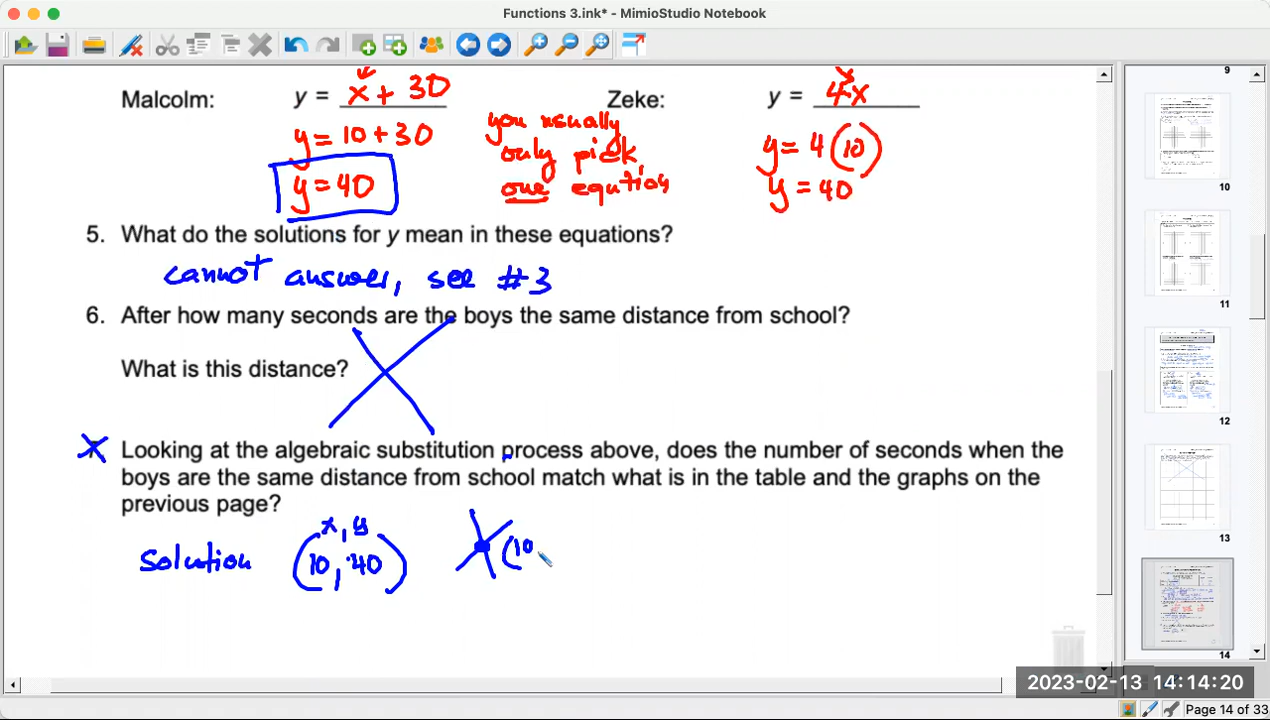 Functions 3.ink* - MimioStudio Notebook
Malcolm: y = x + 30 Zeke: y = 4x
y = 10 + 30 you usually y = 4(10)
only pick
y = 40 one equtions y = 40
5. What do the solutions for y mean in these equations?
cannot answer, see #3
6. After how many seconds are the boys the same distance from school?
What is this distance?
Looking at the algebraic substitution process above, does the number of seconds when the
boys are the same distance from school match what is in the table and the graphs on the
previous page?
x, y
Solution (10, 40) (10
9
10
11
12
13
14
2023-02-13 14:14:20
Page 14 of 33